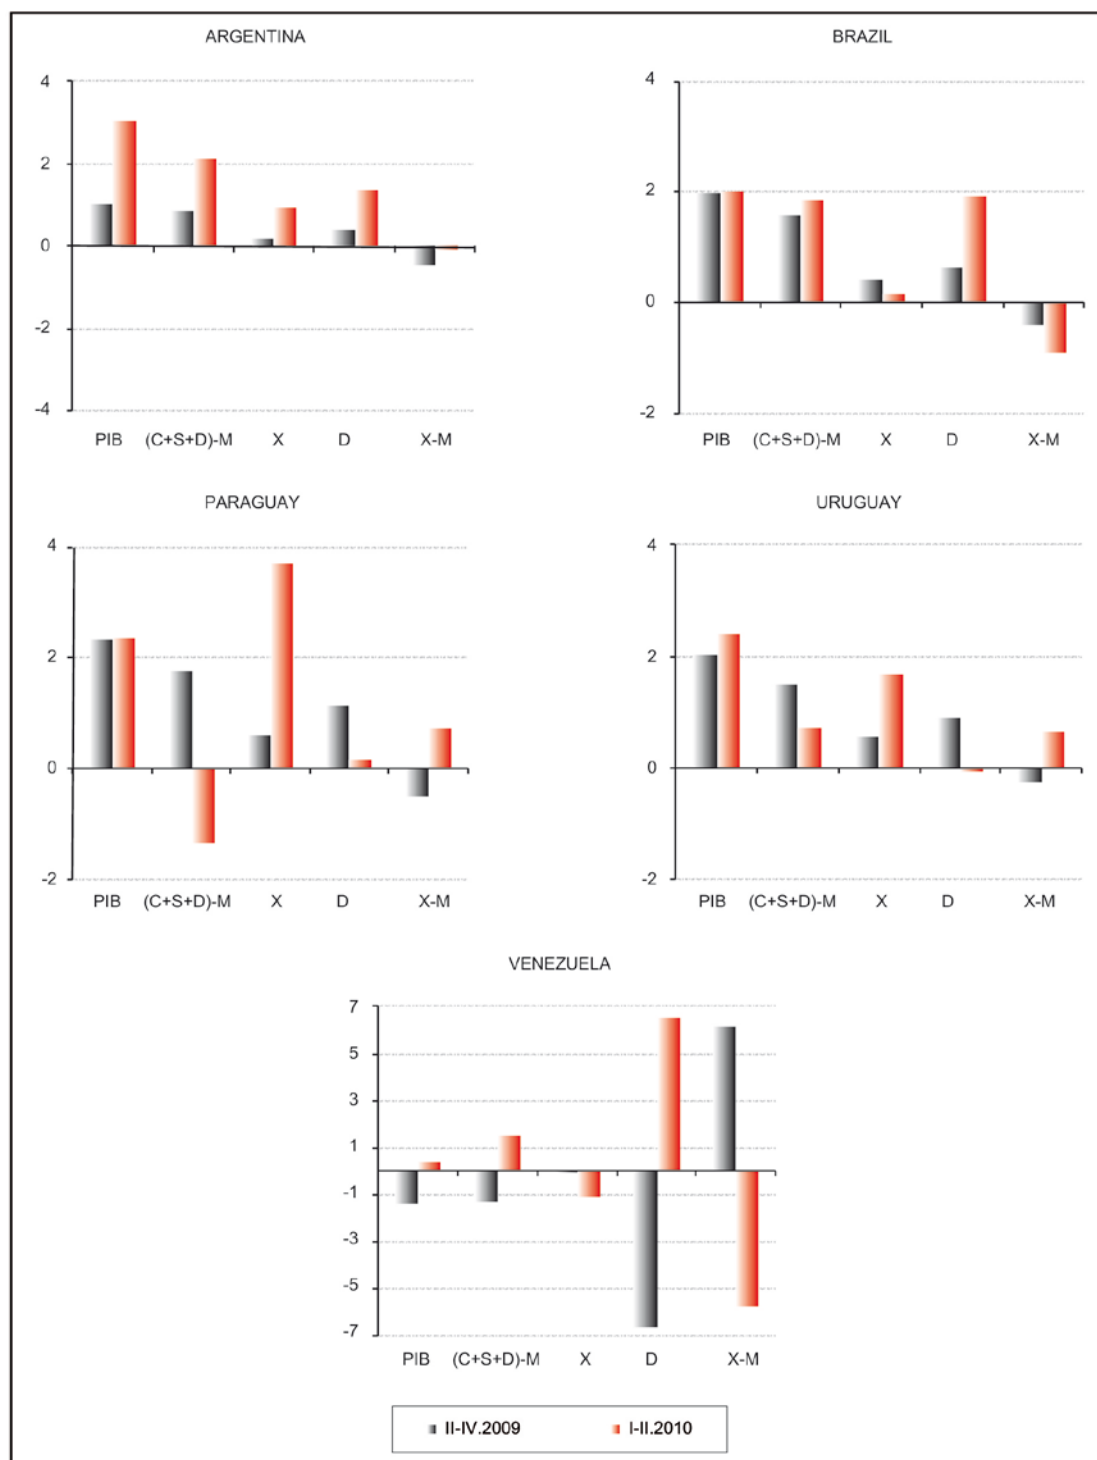 ARGENTINA
4
2
0
-2
-4
PIB (C+S+D)-M X D X-M
BRAZIL
4
2
0
-2
PIB (C+S+D)-M X D X-M
PARAGUAY
4
2
0
-2
PIB (C+S+D)-M X D X-M
URUGUAY
4
2
0
-2
PIB (C+S+D)-M X D X-M
VENEZUELA
7
5
3
1
-1
-3
-5
-7
PIB (C+S+D)-M X D X-M
II-IV.2009 I-II.2010